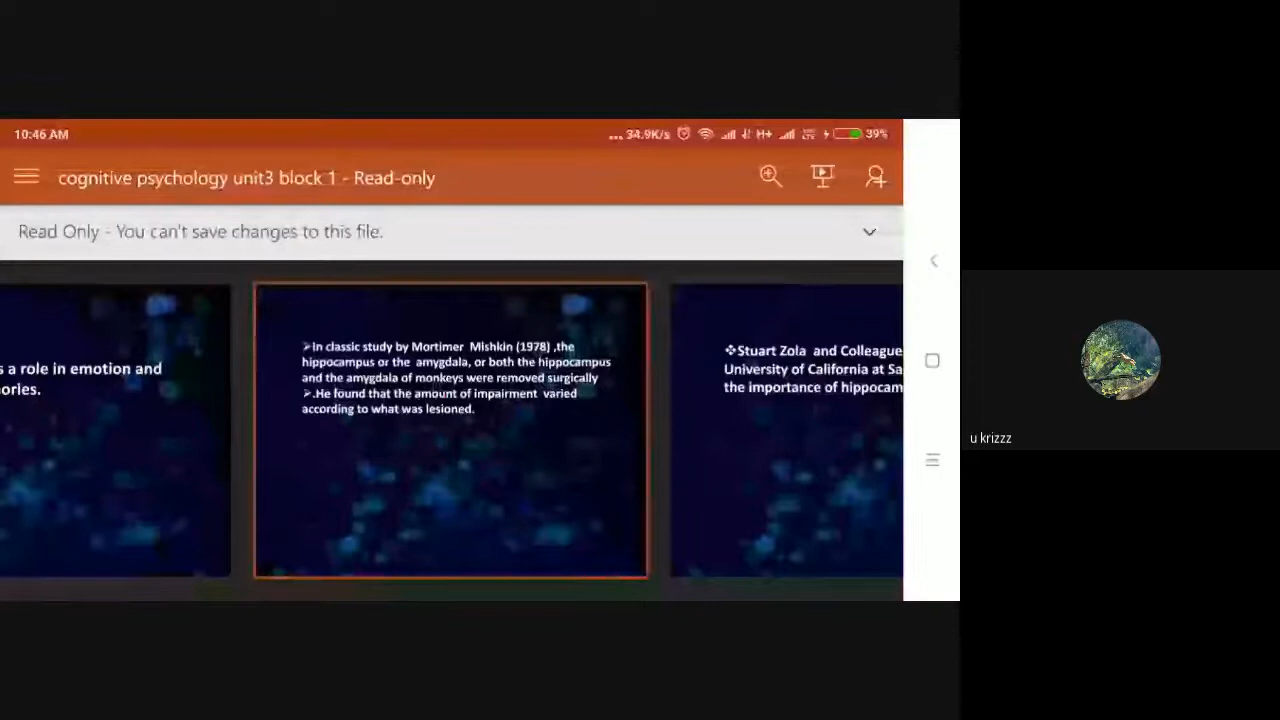 10:46 AM
... 34.9K/s H+ 39%
cognitive psychology unit3 block 1 - Read-only
Read Only - You can't save changes to this file.
s a role in emotion and
ories.
➢In classic study by Mortimer Mishkin (1978) ,the
hippocampus or the amygdala, or both the hippocampus
and the amygdala of monkeys were removed surgically
➢.He found that the amount of impairment varied
according to what was lesioned.
❖Stuart Zola and Colleague
University of California at Sa
the importance of hippocam
u krizzz